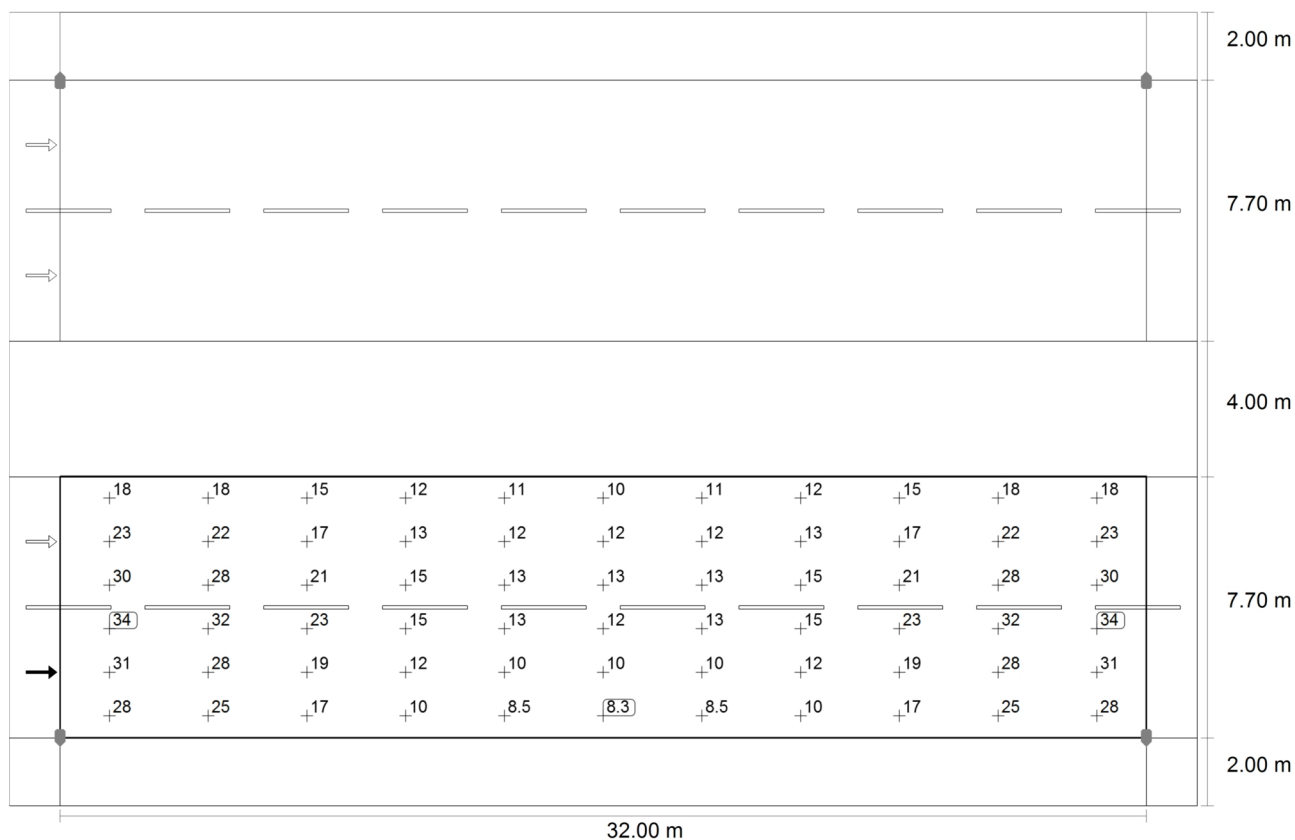 2.00 m
7.70 m
4.00 m
18 18 15 12 11 10 11 12 15 18 18
23 22 17 13 12 12 12 13 17 22 23
30 28 21 15 13 13 13 15 21 28 30
7.70 m
34 32 23 15 13 12 13 15 23 32 34
31 28 19 12 10 10 10 12 19 28 31
28 25 17 10 8.5 8.3 8.5 10 17 25 28
2.00 m
32.00 m